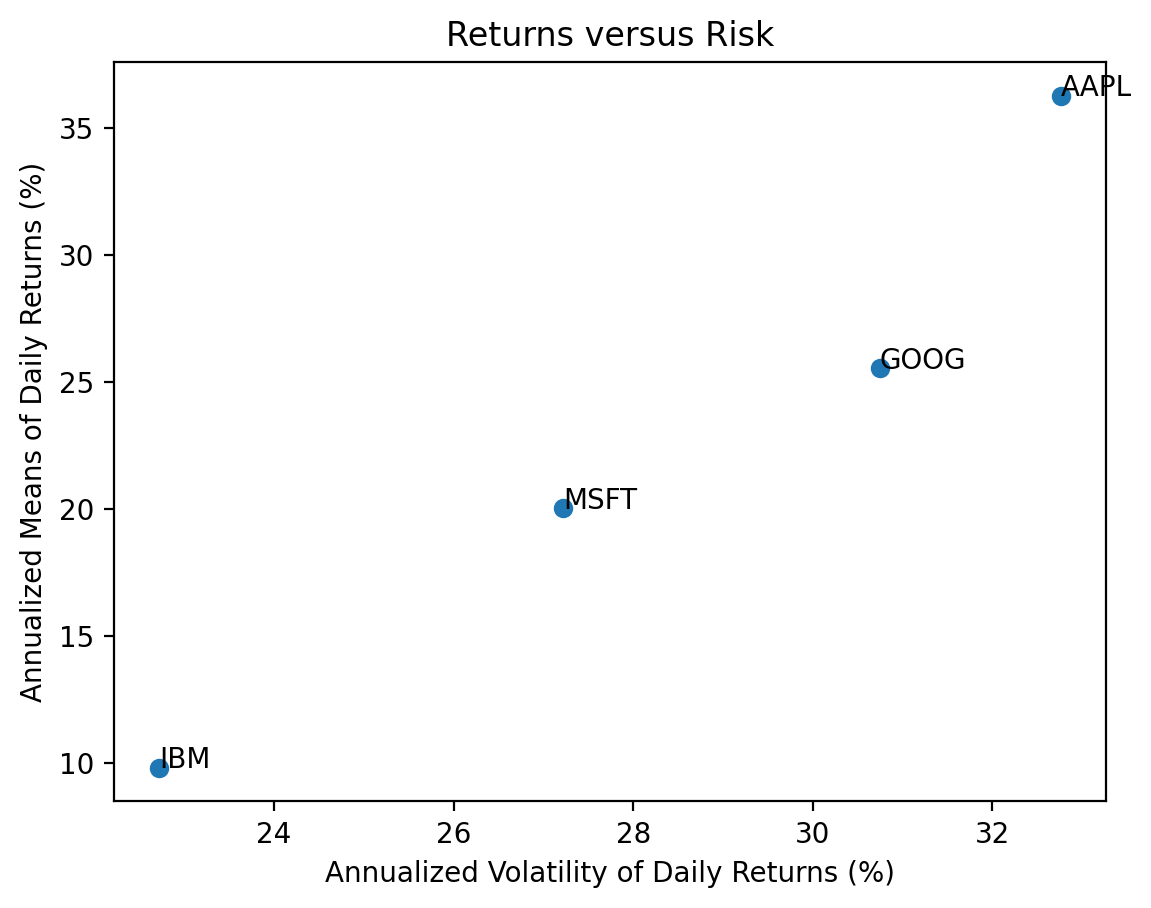 Returns versus Risk
Annualized Means of Daily Returns (%)
35
30
25
20
15
10
AAPL
GOOG
MSFT
IBM
24 26 28 30 32
Annualized Volatility of Daily Returns (%)